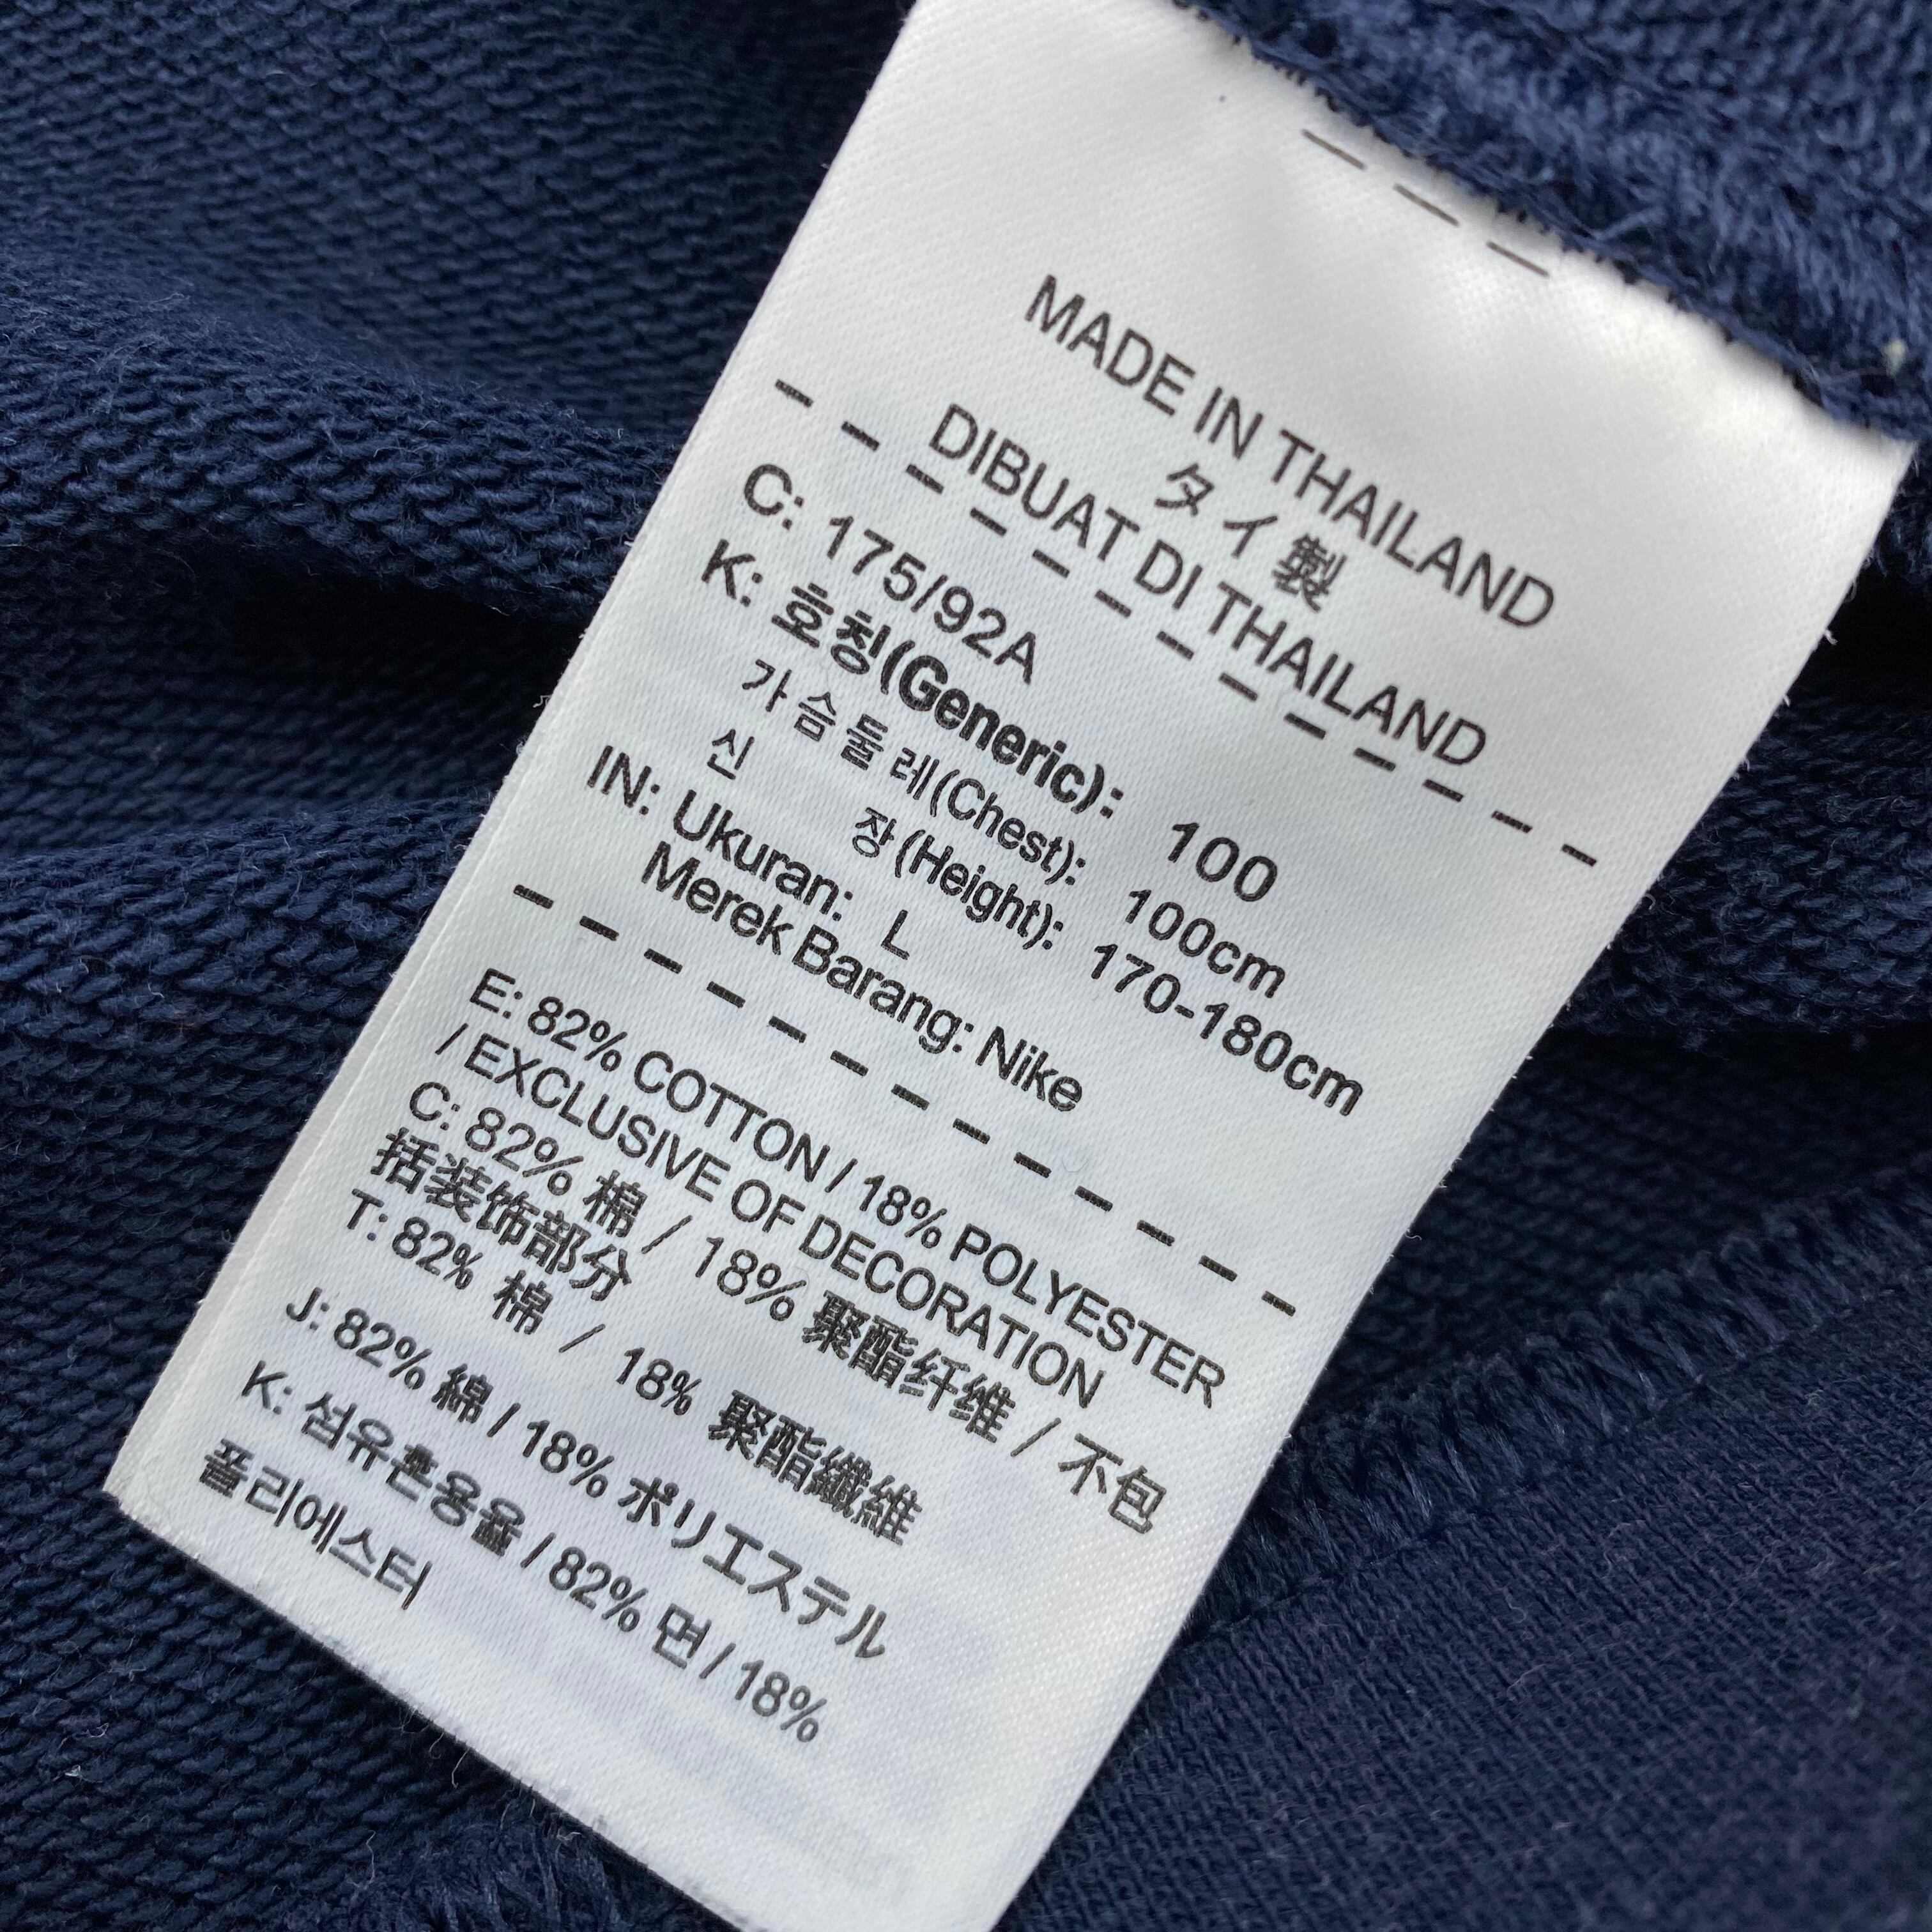 MADE IN THAILAND
タイ製
DIBUAT DI THAILAND
C: 175/92A
K: 호칭(Generic): 100
가슴둘레(Chest): 100cm
신 장(Height): 170-180cm
IN: Ukuran: L
Merek Barang: Nike
E: 82% COTTON / 18% POLYESTER
/ EXCLUSIVE OF DECORATION
C: 82% 棉 / 18% 聚酯纤维 / 不包
括装饰部分
T: 82% 棉 / 18% 聚酯纖維
J: 82% 綿 / 18% ポリエステル
K: 섬유혼용율 / 82% 면 / 18%
폴리에스터